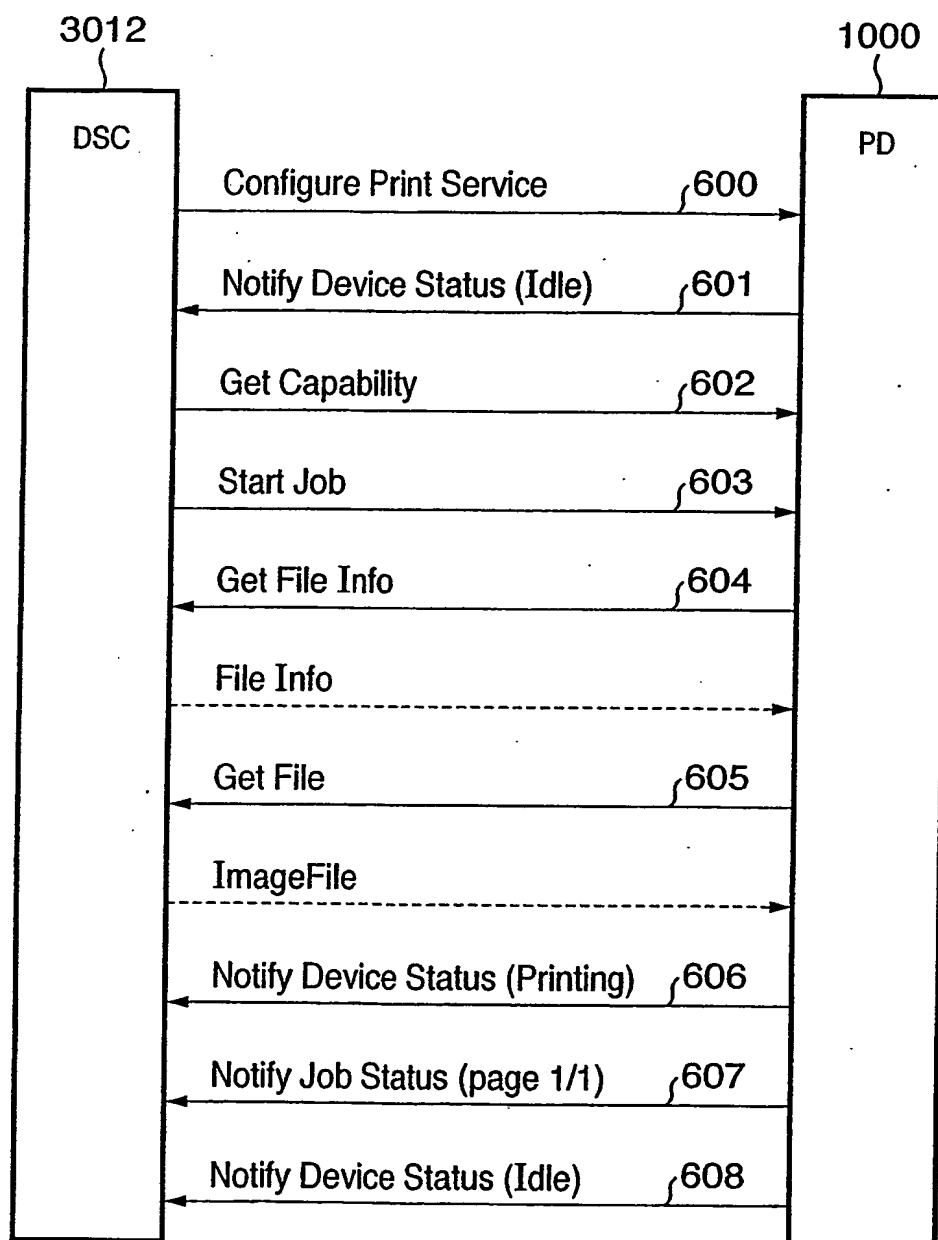 3012
1000
DSC
PD
Configure Print Service
600
Notify Device Status (Idle)
601
Get Capability
602
Start Job
603
Get File Info
604
File Info
Get File
605
ImageFile
Notify Device Status (Printing)
606
Notify Job Status (page 1/1)
607
Notify Device Status (Idle)
608